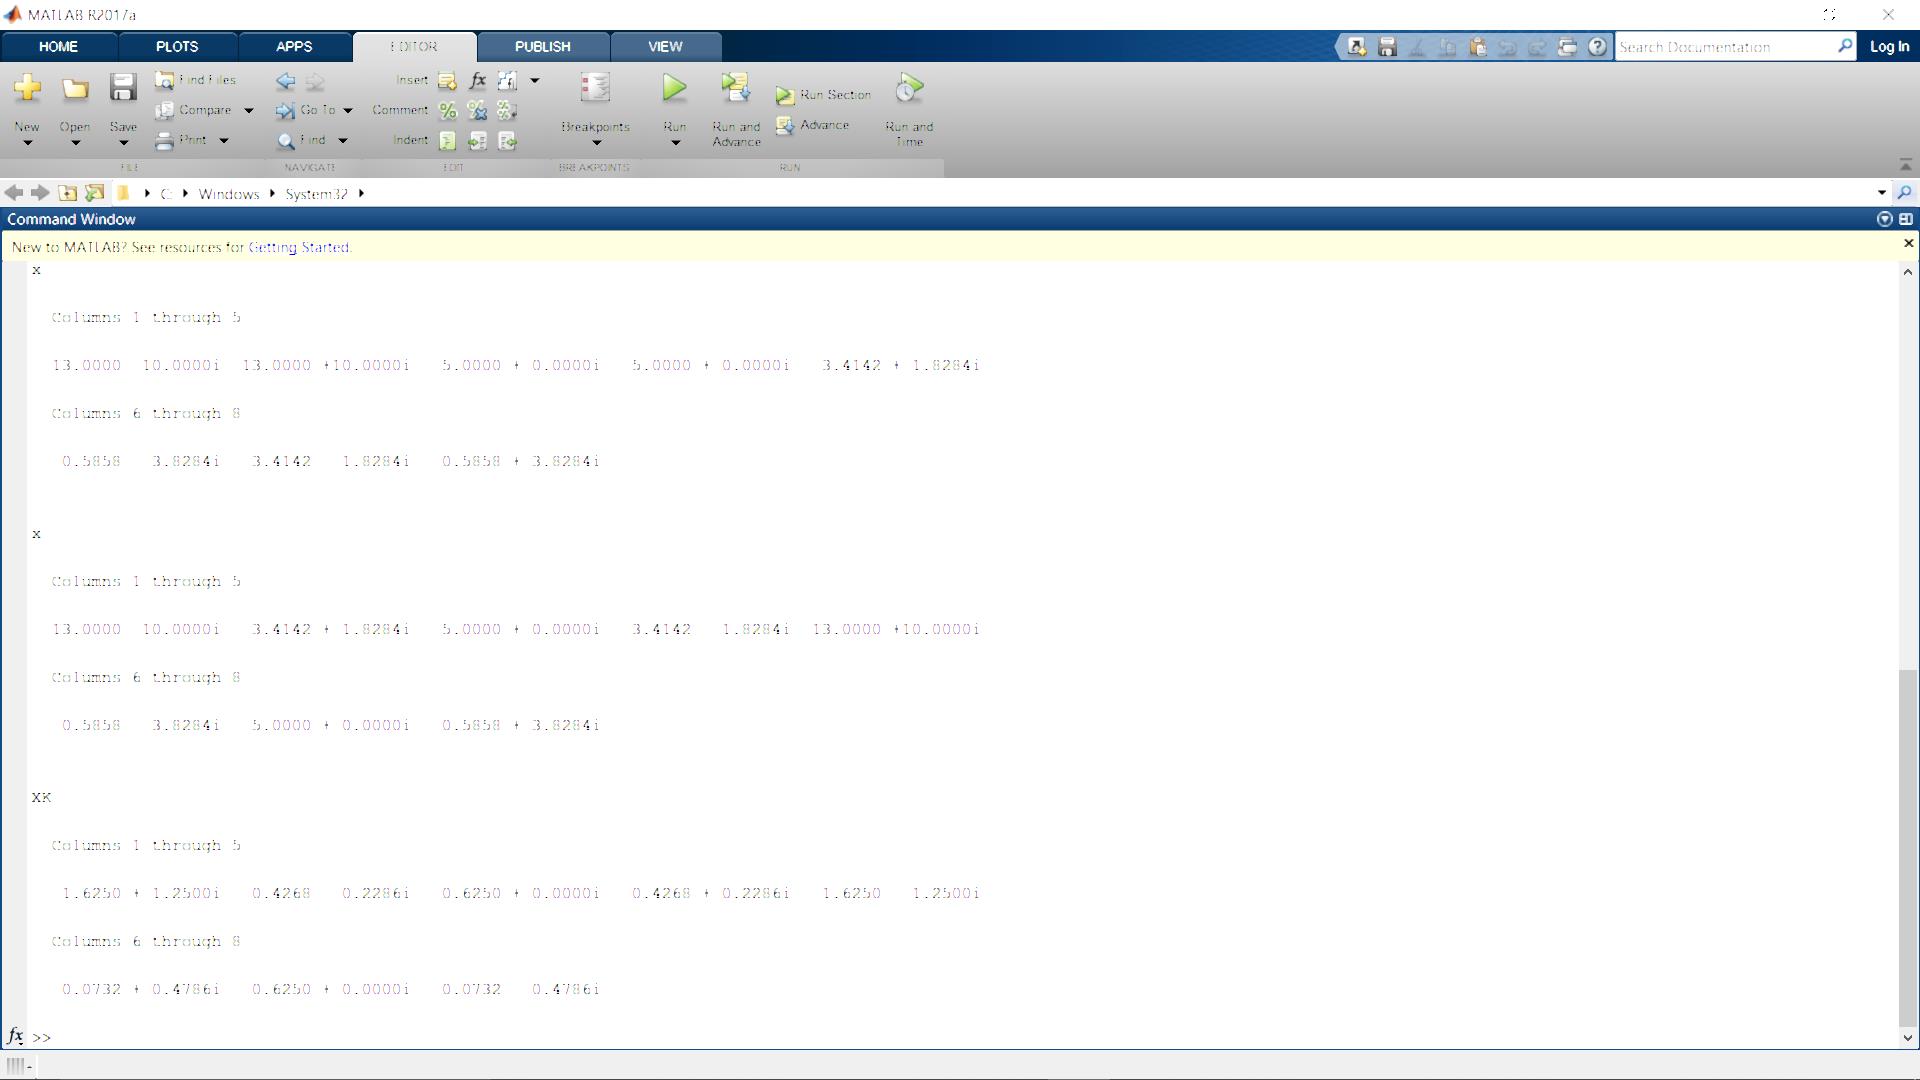 MATLAB R2017a
HOME PLOTS APPS EDITOR PUBLISH VIEW
Search Documentation
Log In
New
Open
Save
Find Files
Compare
Print
FILE
Go To
Find
NAVIGATE
Insert
Comment
Indent
EDIT
Breakpoints
BREAKPOINTS
Run
Run and
Advance
Run Section
Advance
Run and
Time
RUN
C: Windows System32
Command Window
New to MATLAB? See resources for Getting Started.
x
Columns 1 through 5
13.0000 10.0000i 13.0000 +10.0000i 5.0000 + 0.0000i 5.0000 + 0.0000i 3.4142 + 1.8284i
Columns 6 through 8
0.5858 3.8284i 3.4142 1.8284i 0.5858 + 3.8284i
x
Columns 1 through 5
13.0000 10.0000i 3.4142 + 1.8284i 5.0000 + 0.0000i 3.4142 1.8284i 13.0000 +10.0000i
Columns 6 through 8
0.5858 3.8284i 5.0000 + 0.0000i 0.5858 + 3.8284i
XK
Columns 1 through 5
1.6250 + 1.2500i 0.4268 0.2286i 0.6250 + 0.0000i 0.4268 + 0.2286i 1.6250 1.2500i
Columns 6 through 8
0.0732 + 0.4786i 0.6250 + 0.0000i 0.0732 0.4786i
fx >>